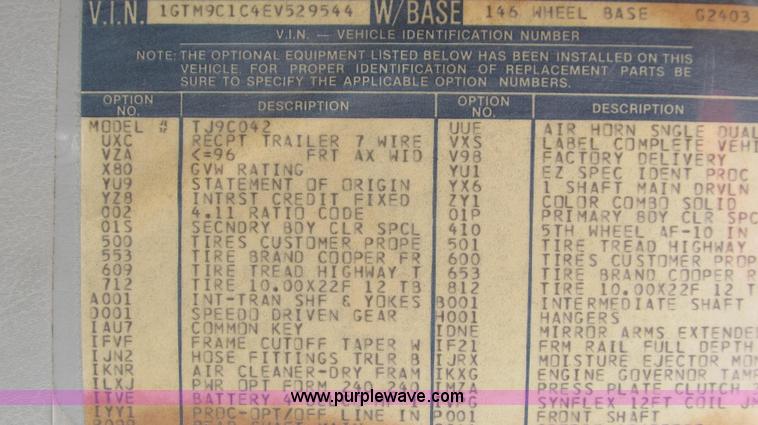 V.I.N. 1GTM9C1C4EV529544 W/BASE 146 WHEEL BASE G2403
V.I.N. — VEHICLE IDENTIFICATION NUMBER
NOTE: THE OPTIONAL EQUIPMENT LISTED BELOW HAS BEEN INSTALLED ON THIS
VEHICLE. FOR PROPER IDENTIFICATION OF REPLACEMENT PARTS BE
SURE TO SPECIFY THE APPLICABLE OPTION NUMBERS.
OPTION NO. DESCRIPTION OPTION NO. DESCRIPTION
MODEL # TJ9C042 UUF AIR HORN SNGLE DUAL
UXC RECPT TRAILER 7 WIRE VXS LABEL COMPLETE VEHI
VZA <=96 FRT AX WID V98 FACTORY DELIVERY
X80 GVW RATING YU1 EZ SPEC IDENT PROC
YU9 STATEMENT OF ORIGIN YX6 1 SHAFT MAIN DRVLN
YZ8 INTRST CREDIT FIXED ZY1 COLOR COMBO SOLID
002 4.11 RATIO CODE 01P PRIMARY BOY CLR SPC
01S SECNDRY BOY CLR SPCL 410 5TH WHEEL AF-10 IN
500 TIRES CUSTOMER PROPE 501 TIRE TREAD HIGHWAY
553 TIRE BRAND COOPER FR 600 TIRES CUSTOMER PROP
609 TIRE TREAD HIGHWAY T 653 TIRE BRAND COOPER R
712 TIRE 10.00X22F 12 TB 812 TIRE 10.00X22F 12 T
A001 INT-TRAN SHF & YOKES B001 INTERMEDIATE SHAFT
D001 SPEEDO DRIVEN GEAR H001 HANGERS
IAU7 COMMON KEY IDNE MIRROR ARMS EXTENDE
IFVF FRAME CUTOFF TAPER W IF21 FRM RAIL FULL DEPTH
IJN2 HOSE FITTINGS TRLR B IJRX MOISTURE EJECTOR MON
IKNR AIR CLEANER-DRY FRAM IKXG ENGINE GOVERNOR TAMP
ILXJ PWR OPT FORM 240 240 IMZA PRESS PLATE CLUTCH
ITVE BATTERY 4 SYNFLEX 12FT COIL
IYY1 PROC-OPT/OFF LINE IN P001 FRONT SHAFT
www.purplewave.com